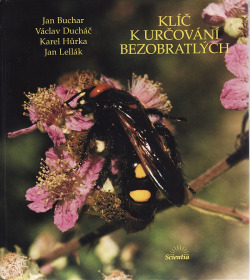 Jan Buchar
Václav Ducháč
Karel Hůrka
Jan Lellák
KLÍČ
K URČOVÁNÍ
BEZOBRATLÝCH
Scientia